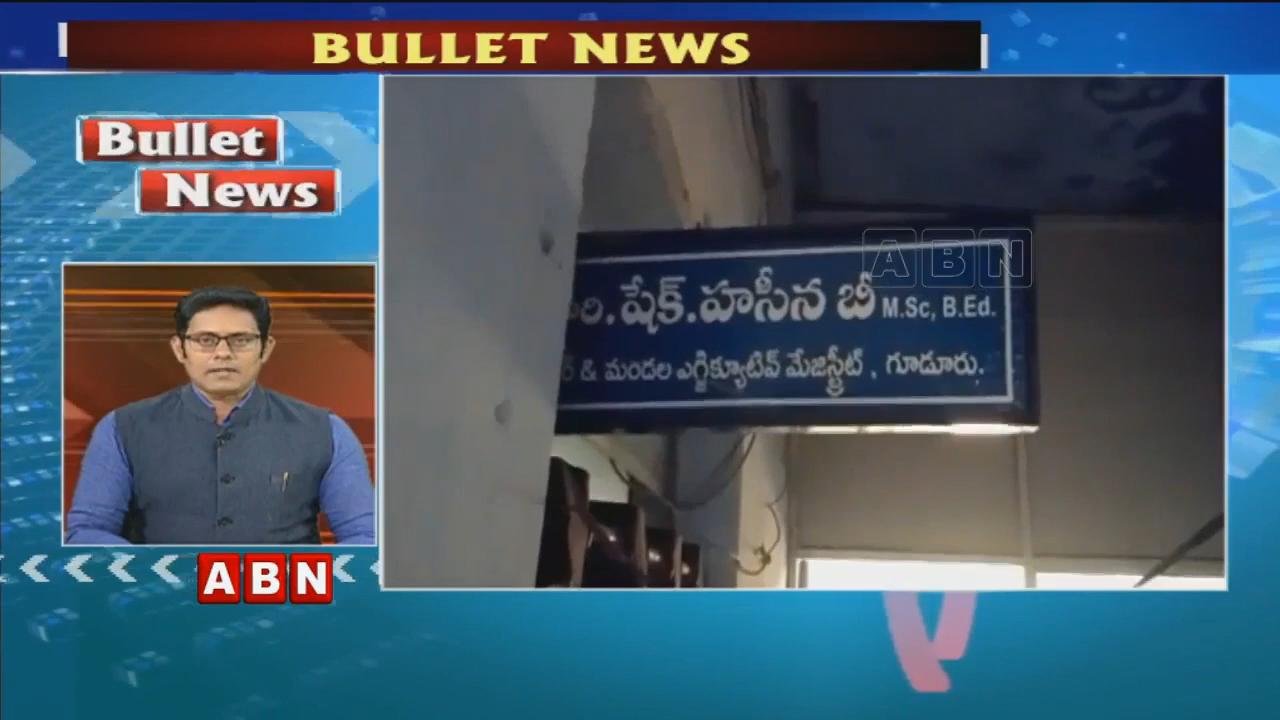 BULLET NEWS
Bullet
News
ABN
షేక్.హసీన బీ M.Sc, B.Ed.
& మండల ఎగ్జిక్యూటివ్ మేజిస్ట్రేట్ , గూడూరు.
ABN